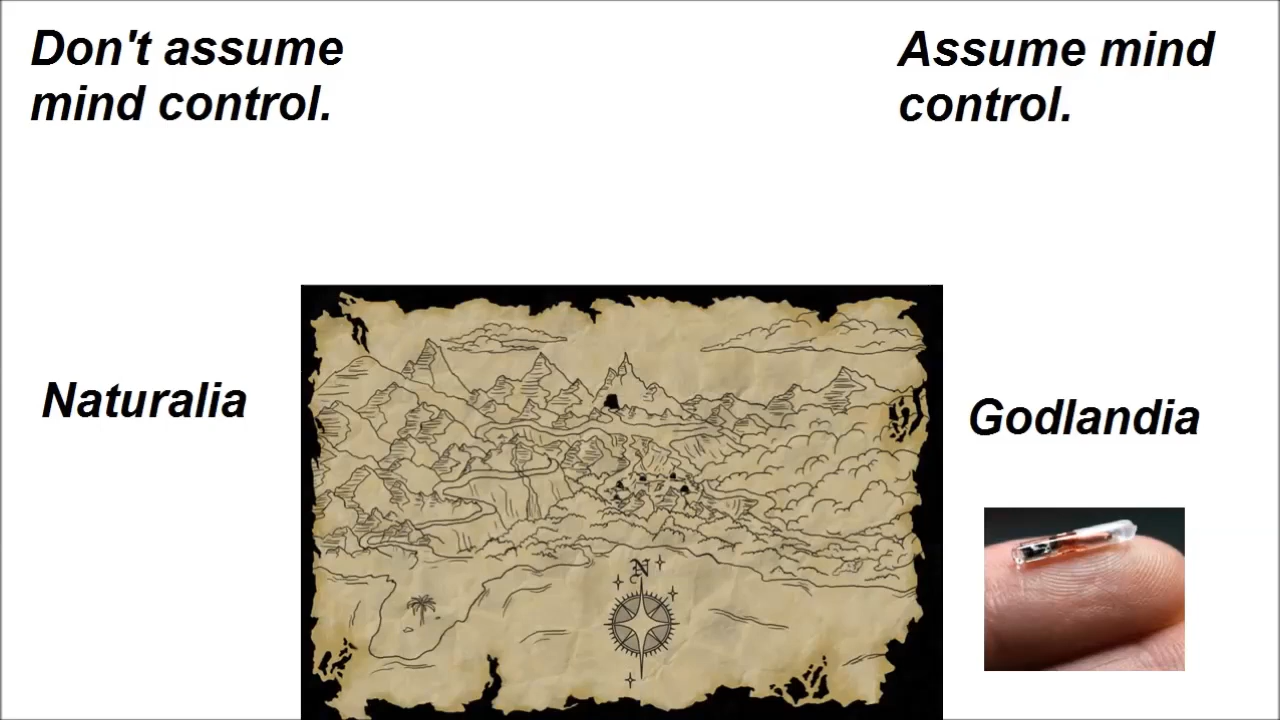 Don't assume
mind control.
Assume mind
control.
Naturalia
Godlandia
N